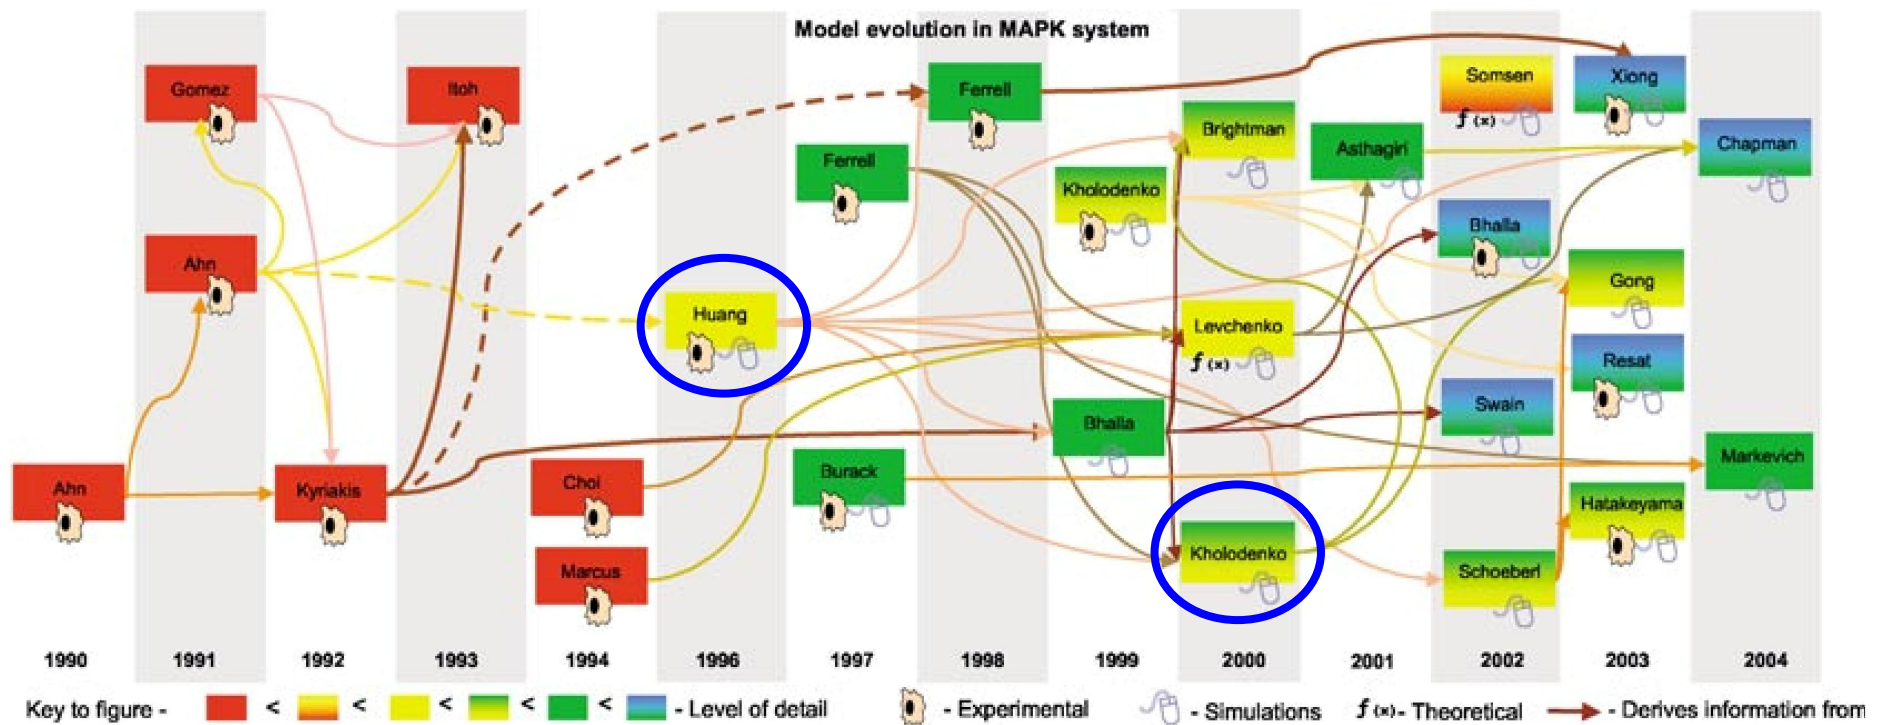 Model evolution in MAPK system
Gomez
Itoh
Ferrell
Somsen
ƒ(x)
Xiong
Brightman
Asthagiri
Chapman
Ferrell
Kholodenko
Bhalla
Ahn
Gong
Huang
Levchenko
ƒ(x)
Resat
Swain
Bhalla
Markevich
Ahn
Kyriakis
Choi
Burack
Hatakeyama
Kholodenko
Marcus
Schoeberl
1990 1991 1992 1993 1994 1996 1997 1998 1999 2000 2001 2002 2003 2004
Key to figure - < < < < < - Level of detail - Experimental - Simulations ƒ(x)- Theoretical - Derives information from